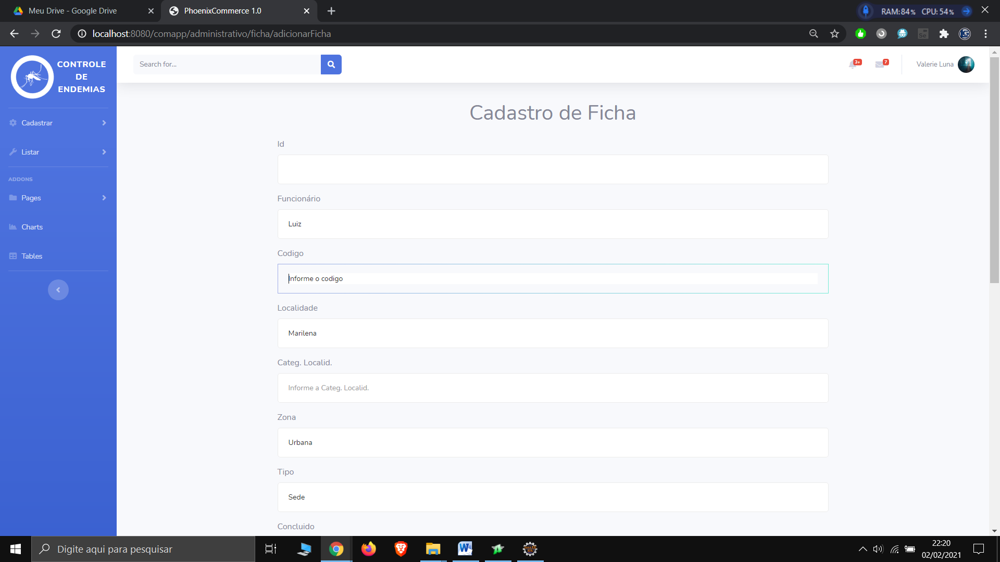 Meu Drive - Google Drive
PhoenixCommerce 1.0
RAM: 84% CPU: 54%
localhost:8080/comapp/administrativo/ficha/adicionarFicha
Se
CONTROLE
DE
ENDEMIAS
Search for...
3+
7
Valerie Luna
Cadastrar
Listar
ADDONS
Pages
Charts
Tables
Cadastro de Ficha
Id
Funcionário
Luiz
Codigo
Informe o codigo
Localidade
Marilena
Categ. Localid.
Informe a Categ. Localid.
Zona
Urbana
Tipo
Sede
Concluido
Digite aqui para pesquisar
W
22:20
02/02/2021